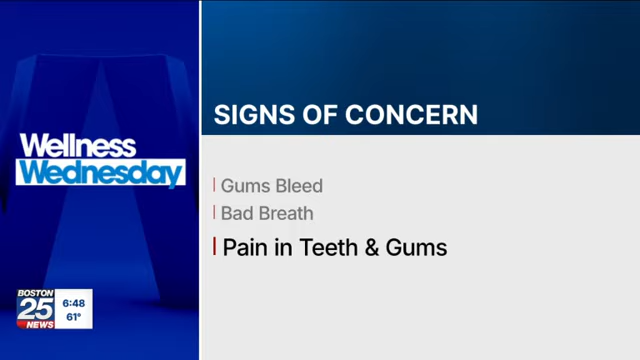 SIGNS OF CONCERN
Wellness
Wednesday
Gums Bleed
Bad Breath
Pain in Teeth & Gums
BOSTON
25
NEWS
6:48
61°